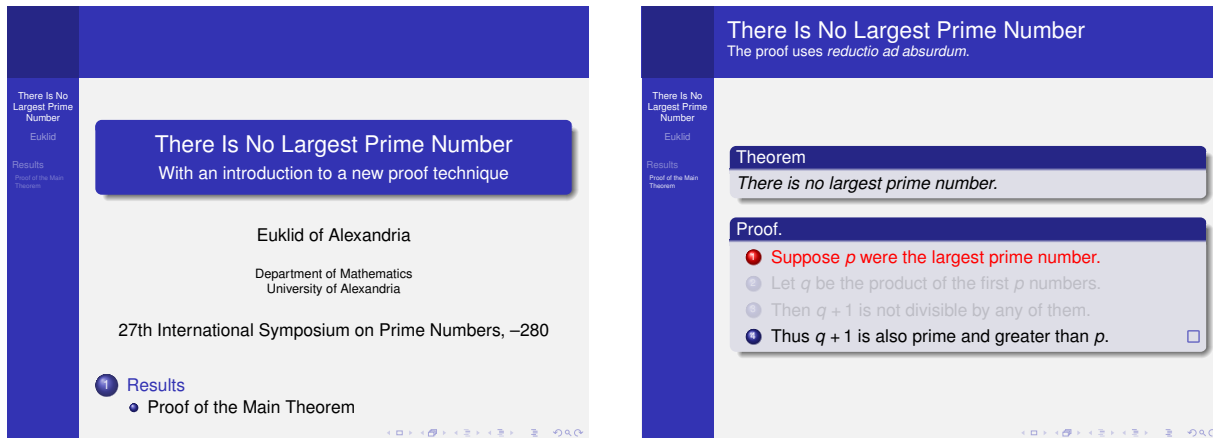 There Is No
Largest Prime
Number
Euklid
Results
Proof of the Main
Theorem
There Is No Largest Prime Number
With an introduction to a new proof technique
Euklid of Alexandria
Department of Mathematics
University of Alexandria
27th International Symposium on Prime Numbers, –280
1 Results
Proof of the Main Theorem
There Is No Largest Prime Number
The proof uses reductio ad absurdum.
There Is No
Largest Prime
Number
Euklid
Results
Proof of the Main
Theorem
Theorem
There is no largest prime number.
Proof.
1 Suppose p were the largest prime number.
2 Let q be the product of the first p numbers.
3 Then q + 1 is not divisible by any of them.
4 Thus q + 1 is also prime and greater than p.